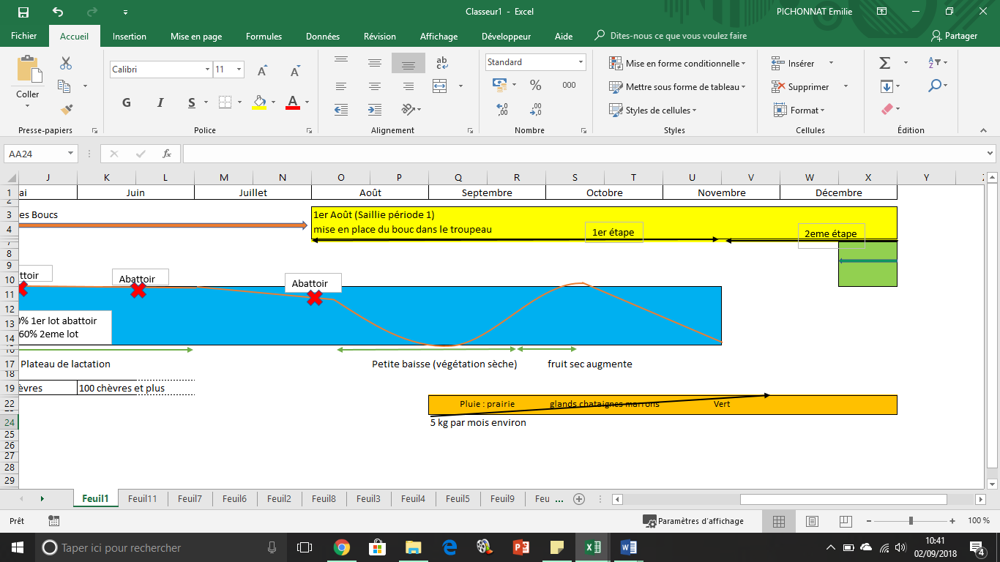 Classeur1 - Excel
PICHONNAT Emilie
Fichier
Accueil
Insertion
Mise en page
Formules
Données
Révision
Affichage
Développeur
Aide
Dites-nous ce que vous voulez faire
Partager
Coller
Presse-papiers
Calibri
11
G I S
Police
Alignement
Standard
% 000
Nombre
Mise en forme conditionnelle
Mettre sous forme de tableau
Styles de cellules
Styles
Insérer
Supprimer
Format
Cellules
Édition
AA24
fx
J K L M N O P Q R S T U V W X Y
1 ai Juin Juillet Août Septembre Octobre Novembre Décembre
2
3 es Boucs 1er Août (Saillie période 1)
4 mise en place du bouc dans le troupeau 1er étape 2eme étape
7
8
9
10 ttoir Abattoir Abattoir
11
12
13 0% 1er lot abattoir
14 60% 2eme lot
16
17 Plateau de lactation Petite baisse (végétation sèche) fruit sec augmente
18
19 èvres 100 chèvres et plus
22 Pluie : prairie glands chataignes marrons Vert
24 5 kg par mois environ
25
26
27
28
29
Feuil1 Feuil11 Feuil7 Feuil6 Feuil2 Feuil8 Feuil3 Feuil4 Feuil5 Feuil9 Feu ...
Prêt
Paramètres d'affichage
100 %
Taper ici pour rechercher
10:41
02/09/2018
4